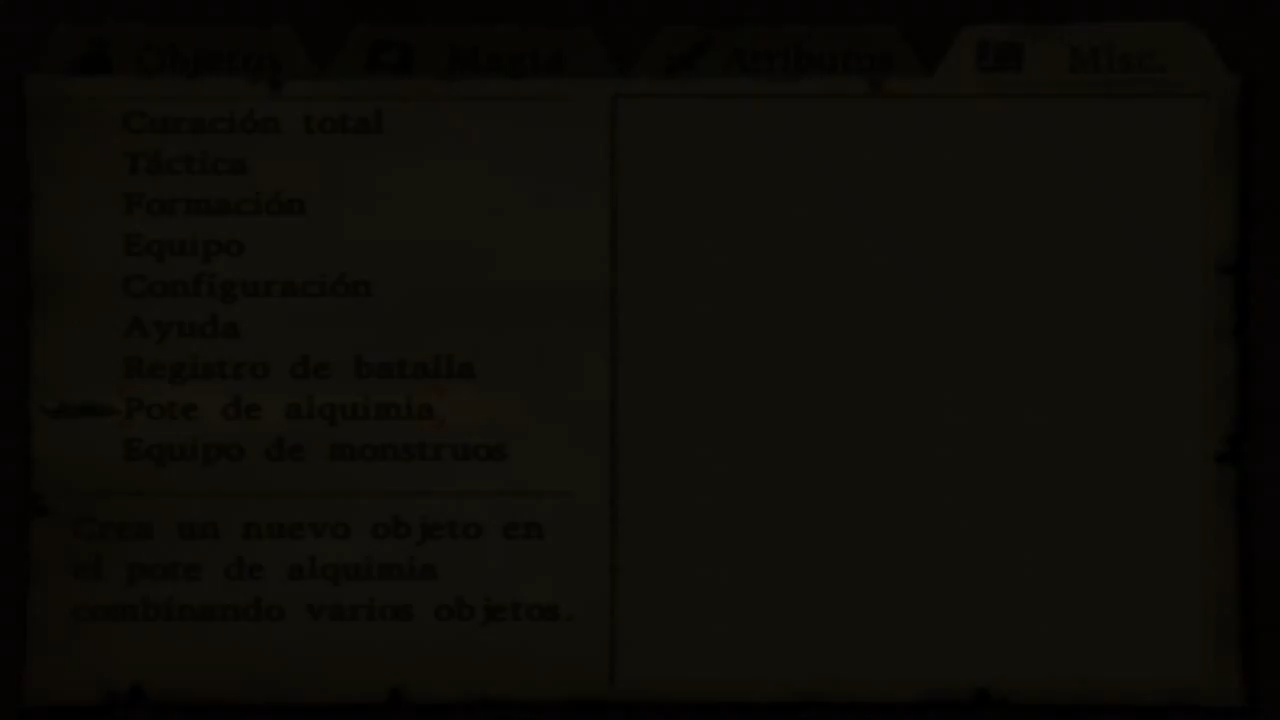 Objetos Magia Atributos Misc.
Curación total
Táctica
Formación
Equipo
Configuración
Ayuda
Registro de batalla
Pote de alquimia
Equipo de monstruos
Crea un nuevo objeto en
el pote de alquimia
combinando varios objetos.